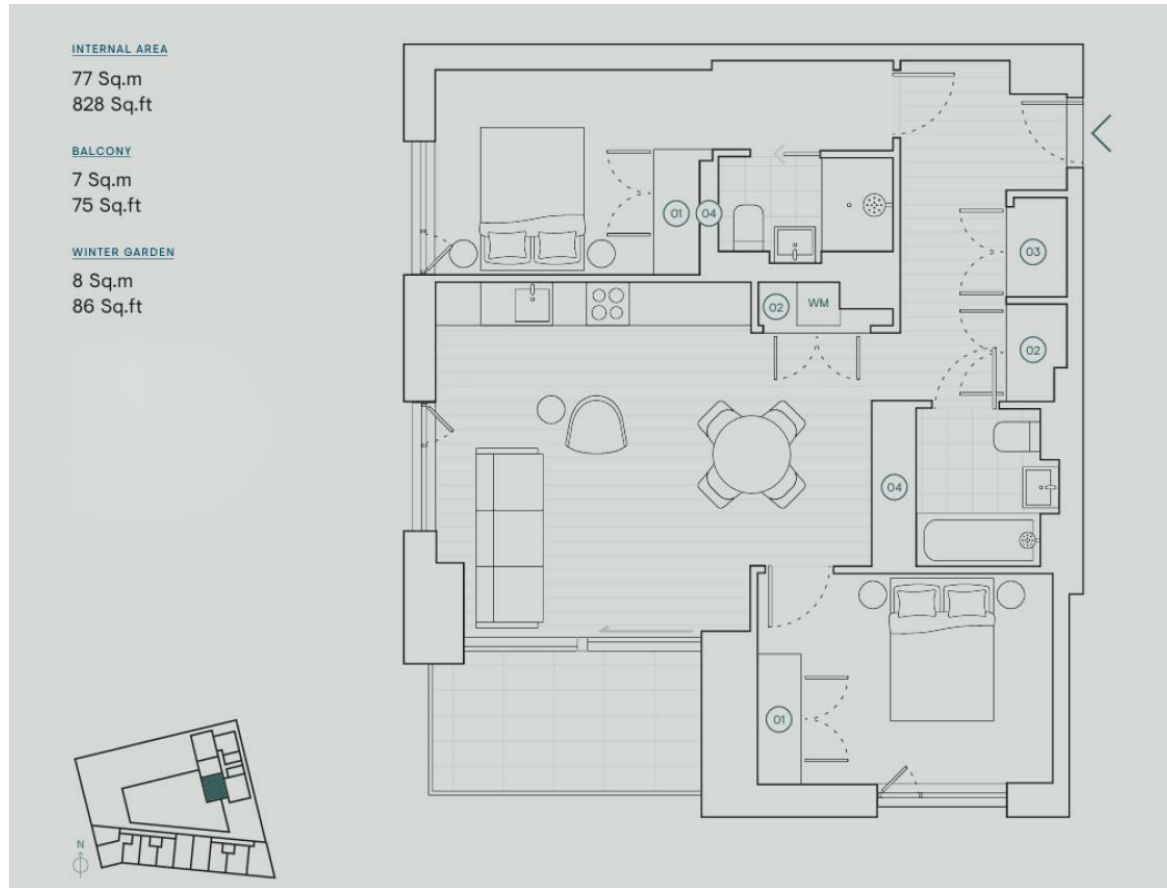 INTERNAL AREA
77 Sq.m
828 Sq.ft
BALCONY
7 Sq.m
75 Sq.ft
WINTER GARDEN
8 Sq.m
86 Sq.ft
01
04
03
02
WM
02
04
01
N